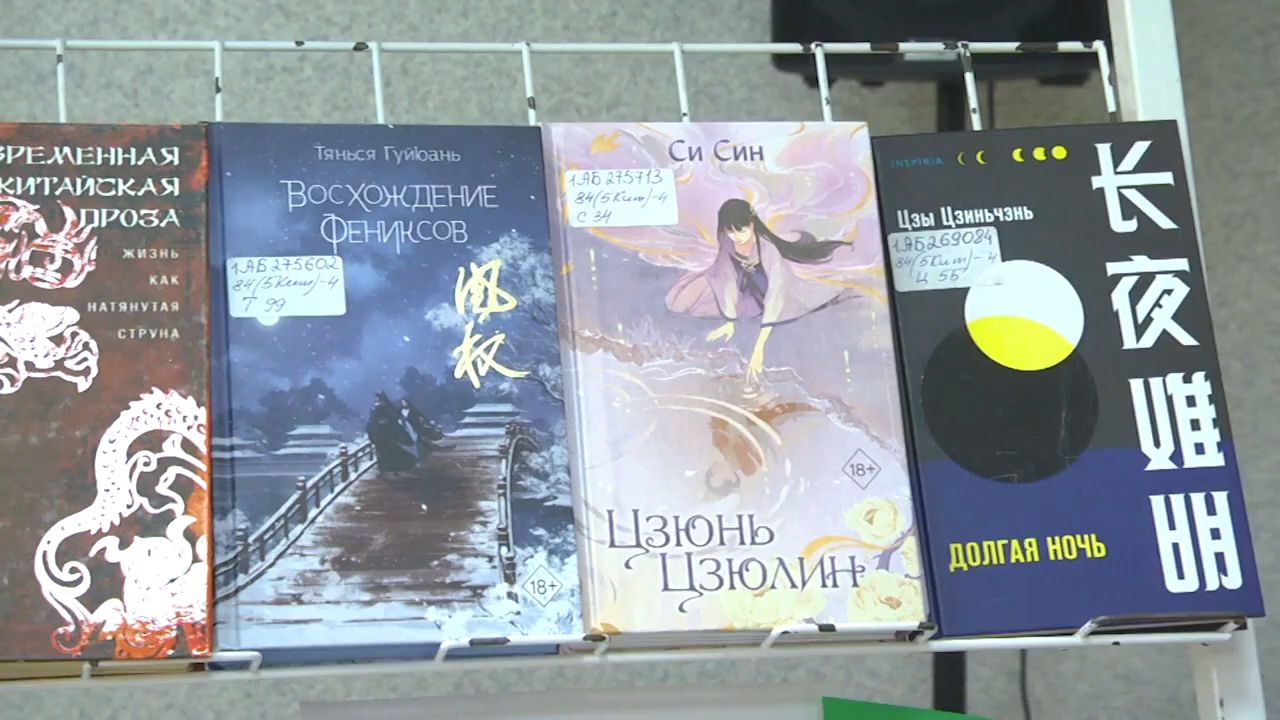 ВРЕМЕННАЯ
КИТАЙСКАЯ
ПРОЗА
ЖИЗНЬ
КАК
НАТЯНУТАЯ
СТРУНА
Тянься Гуйюань
Восхождение
Фениксов
1АБ275602
84(5Кит)-4
Т 99
凰
权
18+
Си Син
1АБ275713
84(5Кит)-4
С 34
18+
Цзюнь
Цзюлин
INSPIRIA
Цзы Цзиньчэнь
1АБ269084
84(5Кит)-4
Ц 55
长
夜
难
明
ДОЛГАЯ НОЧЬ